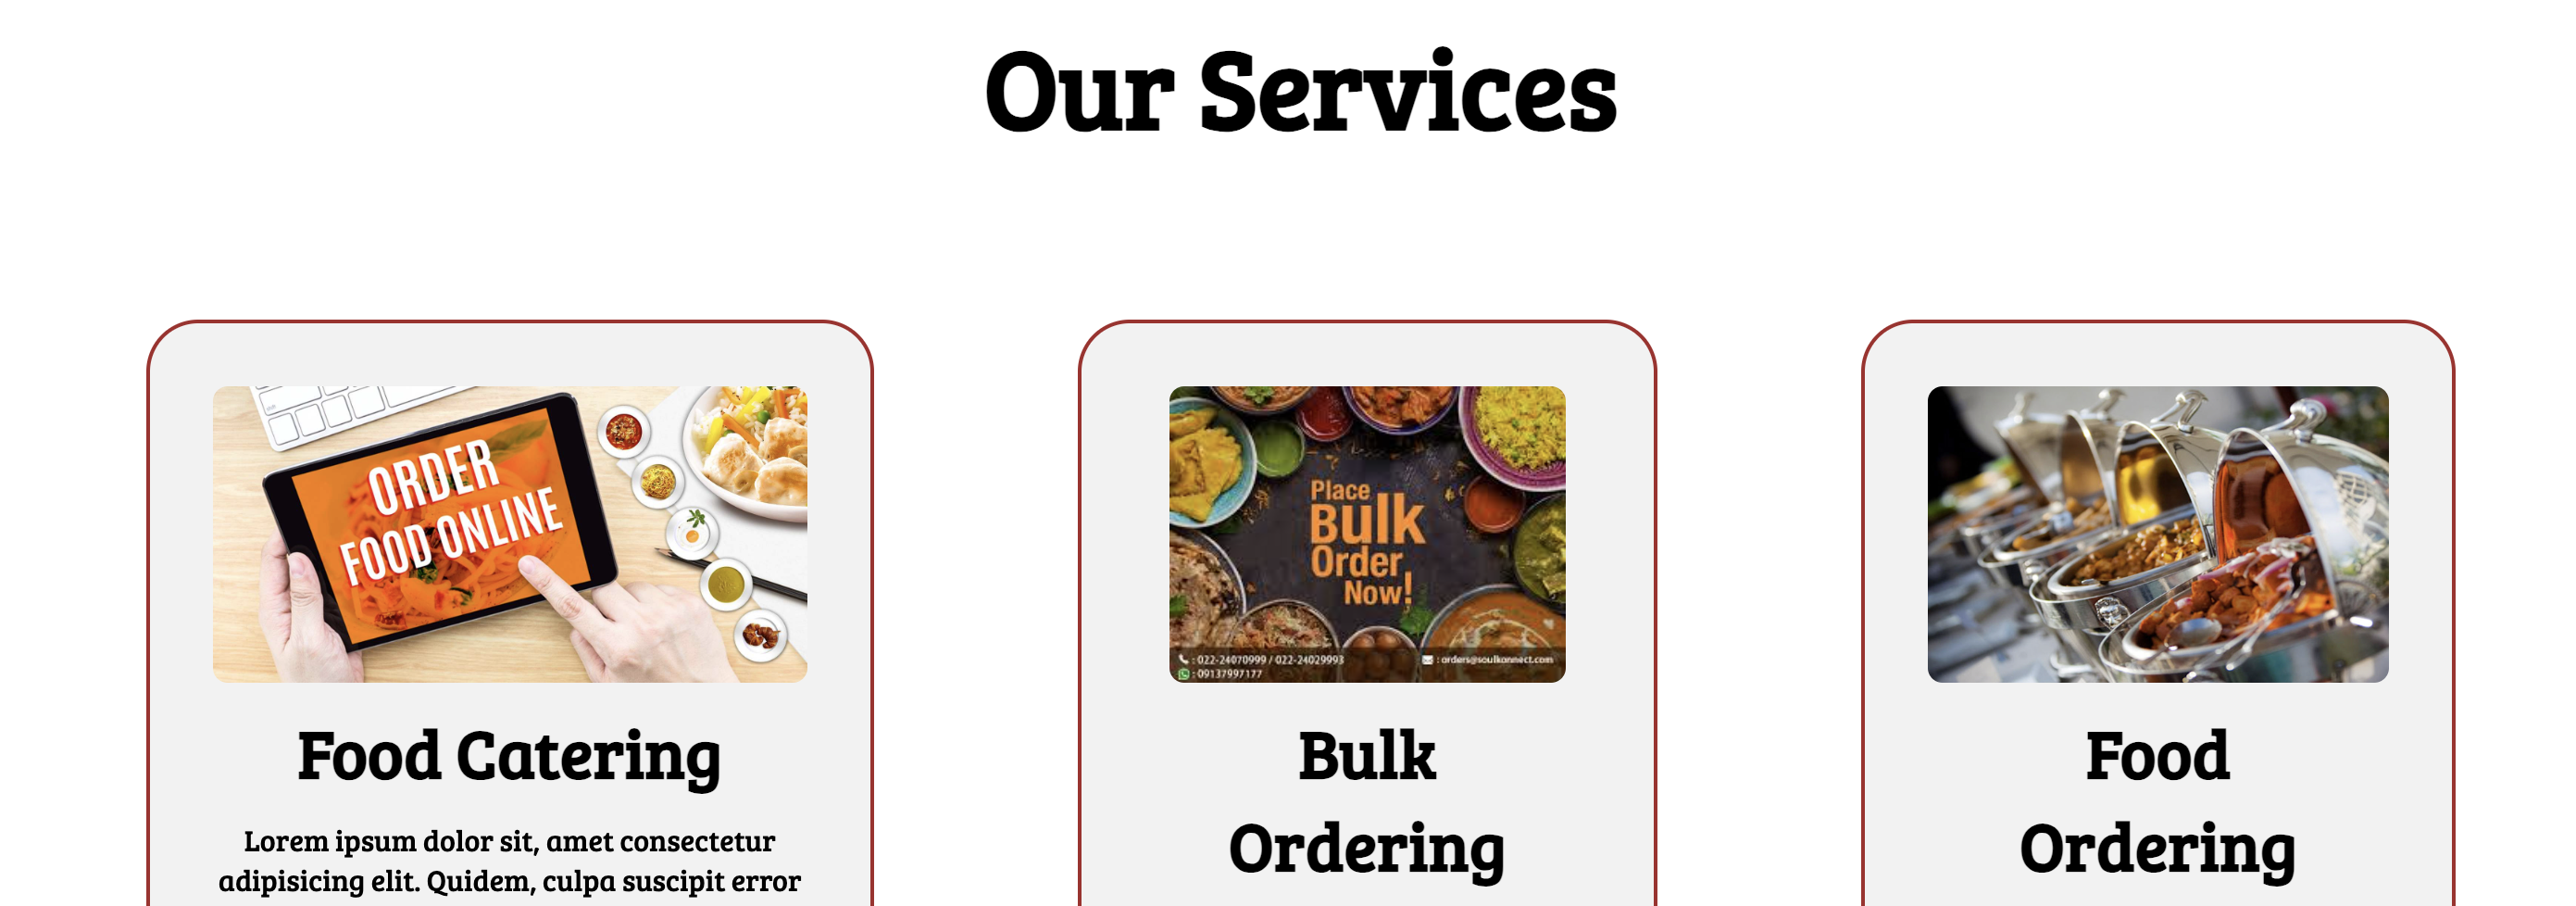 Our Services
ORDER
FOOD ONLINE
Food Catering
Lorem ipsum dolor sit, amet consectetur
adipisicing elit. Quidem, culpa suscipit error
Place
Bulk
Order
Now!
: 022-24070999 / 022-24029993
: orders@soulkonnect.com
: 09137997177
Bulk
Ordering
Food
Ordering